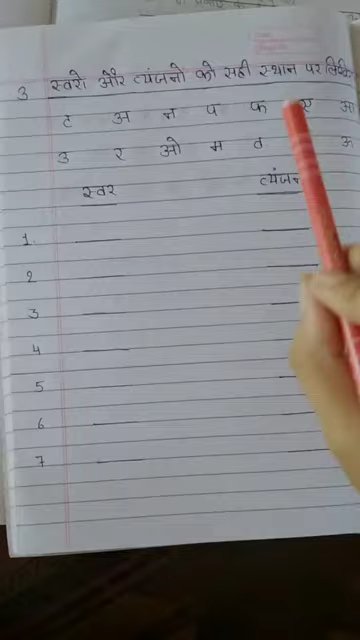 3 स्वरो और व्यंजनो को सही स्थान पर
ट अ न प फ ए
उ र ओ म व ऊ
स्वर व्यंजन
1.
2
3
4
5
6
7